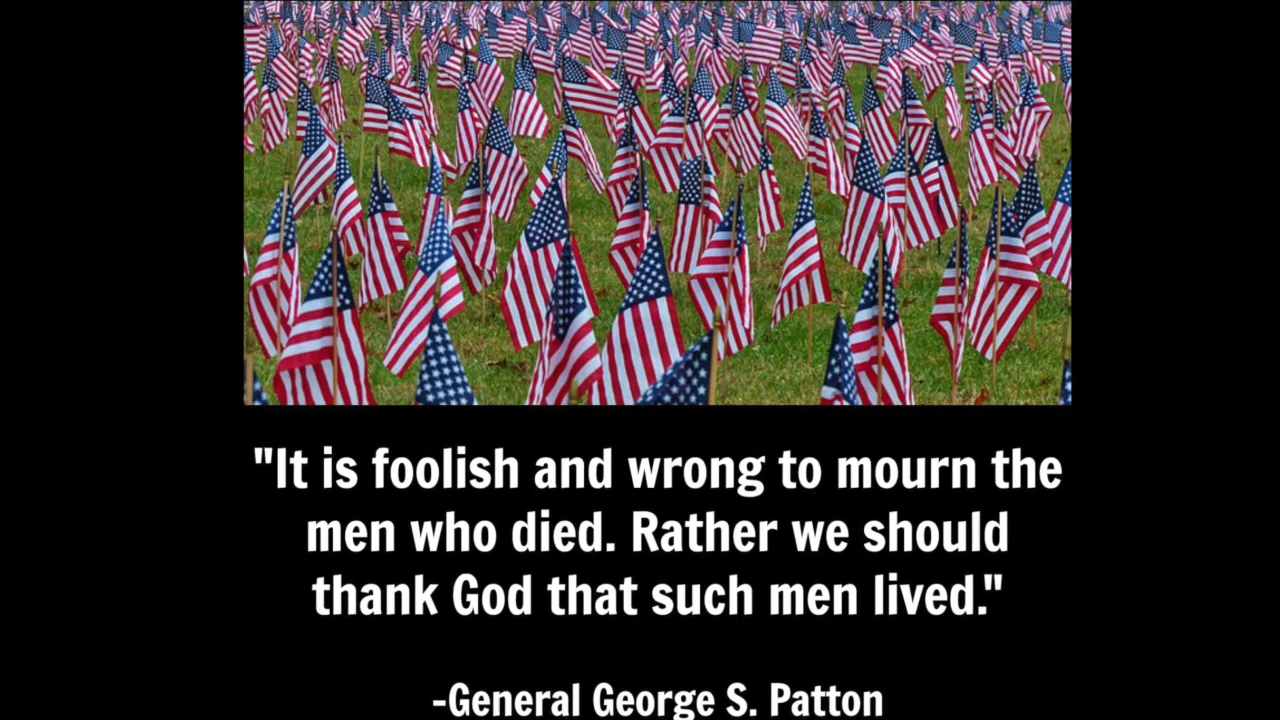 "It is foolish and wrong to mourn the
men who died. Rather we should
thank God that such men lived."
-General George S. Patton